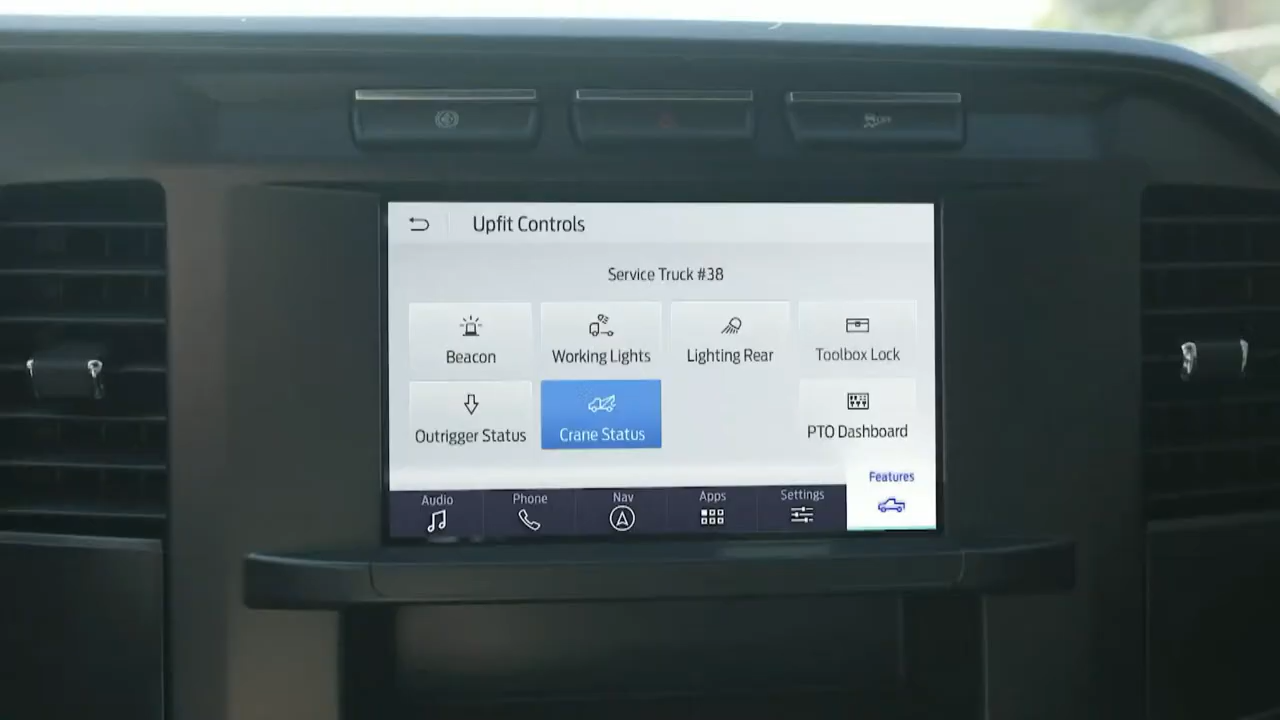 OFF
Upfit Controls
Service Truck #38
Beacon
Working Lights
Lighting Rear
Toolbox Lock
Outrigger Status
Crane Status
PTO Dashboard
Audio
Phone
Nav
Apps
Settings
Features